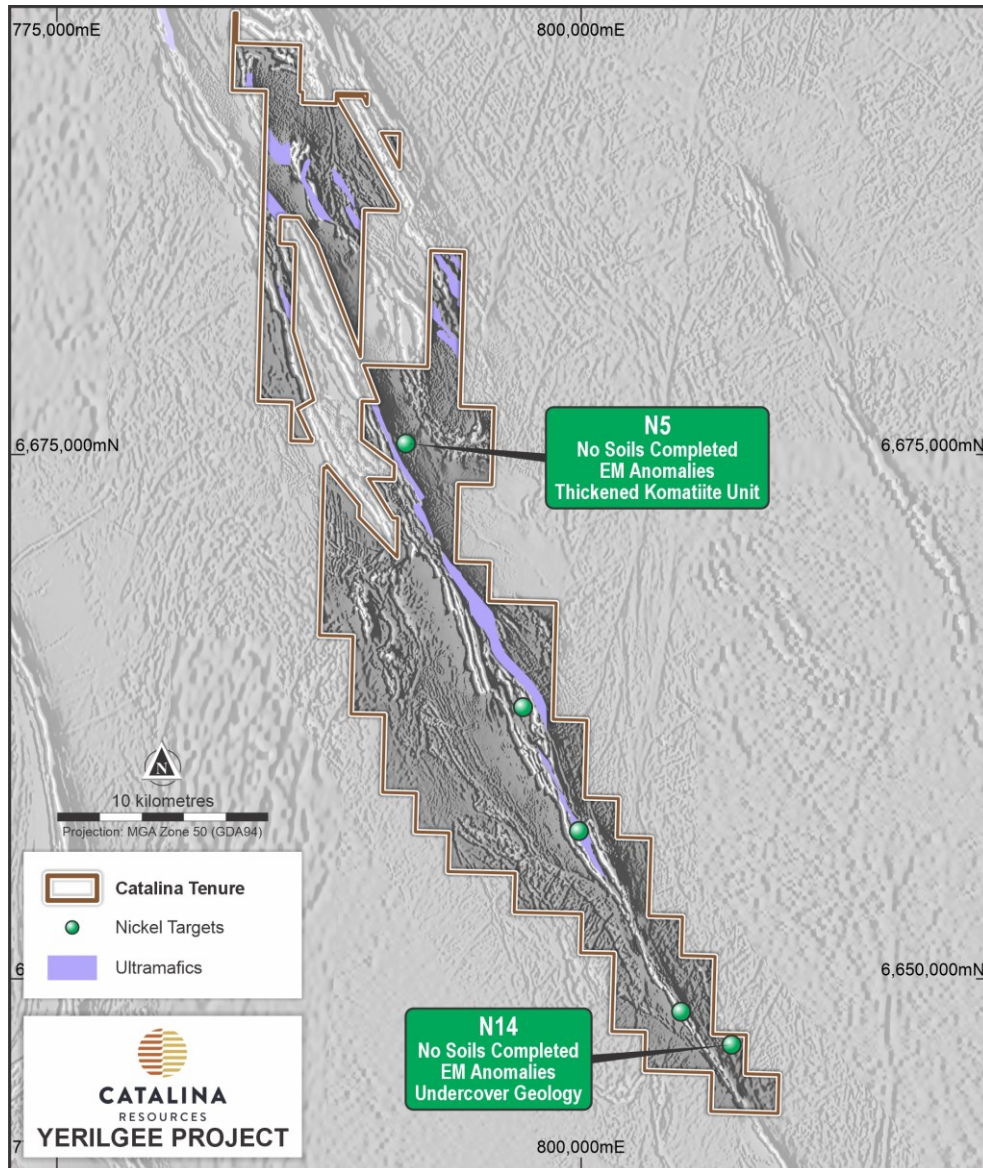 775,000mE
800,000mE
N5
No Soils Completed
EM Anomalies
Thickened Komatiite Unit
6,675,000mN
6,675,000mN
N
10 kilometres
Projection: MGA Zone 50 (GDA94)
Catalina Tenure
Nickel Targets
Ultramafics
6,650,000mN
N14
No Soils Completed
EM Anomalies
Undercover Geology
CATALINA
RESOURCES
YERILGEE PROJECT
800,000mE